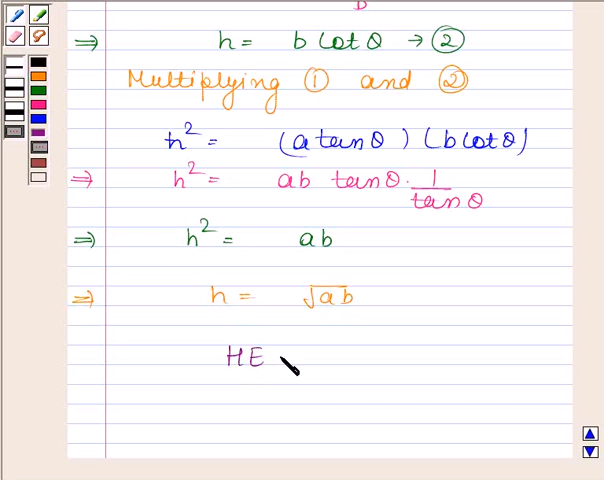 b
⇒ h = b Cot θ → ②
Multiplying ① and ②
h² = (a tan θ) (b Cot θ)
⇒ h² = ab tan θ . 1/tan θ
⇒ h² = ab
⇒ h = √ab
HE